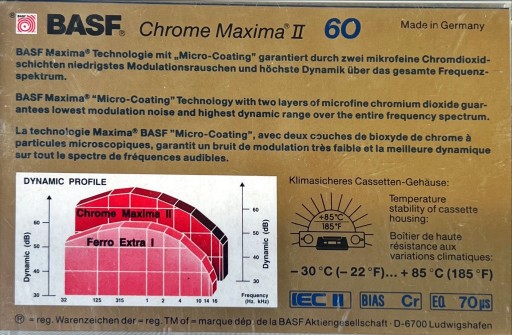 BASF® Chrome Maxima® II 60 Made in Germany
BASF Maxima® Technologie mit „Micro-Coating" garantiert durch zwei mikrofeine Chromdioxid-
schichten niedrigstes Modulationsrauschen und höchste Dynamik über das gesamte Frequenz-
spektrum.
BASF Maxima® "Micro-Coating" Technology with two layers of microfine chromium dioxide guar-
antees lowest modulation noise and highest dynamic range over the entire frequency spectrum.
La technologie Maxima® BASF "Micro-Coating", avec deux couches de bioxyde de chrome à
particules microscopiques, garantit un bruit de modulation très faible et la meilleure dynamique
sur tout le spectre de fréquences audibles.
DYNAMIC PROFILE
Chrome Maxima II
Ferro Extra I
Dynamic (dB)
60
50
40
30
Dynamic (dB)
60
50
40
30
32 125 315 1 2 4 8 10 14 16 Frequency
(Hz, kHz)
Klimasicheres Cassetten-Gehäuse:
+85°C
185°F
Temperature
stability of cassette
housing:
Boîtier de haute
résistance aux
variations climatiques:
– 30 °C (– 22 °F)... + 85 °C (185 °F)
IEC II BIAS Cr EQ 70 µs
® = reg. Warenzeichen der = reg. TM of = marque dép. de la BASF Aktiengesellschaft · D-6700 Ludwigshafen